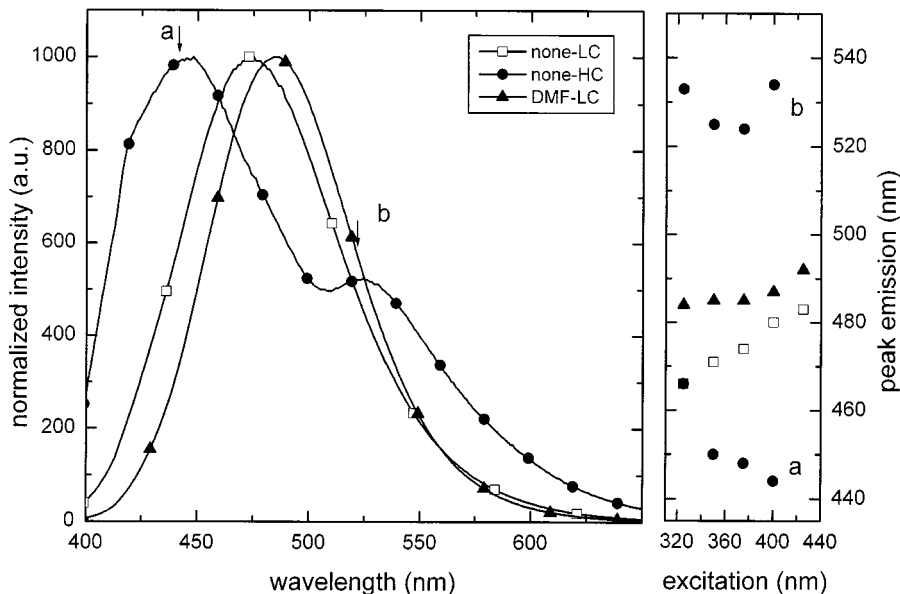 normalized intensity (a.u.)
1000
800
600
400
200
0
a
b
none-LC
none-HC
DMF-LC
400
450
500
550
600
wavelength (nm)
b
a
540
520
500
480
460
440
peak emission (nm)
320
360
400
440
excitation (nm)